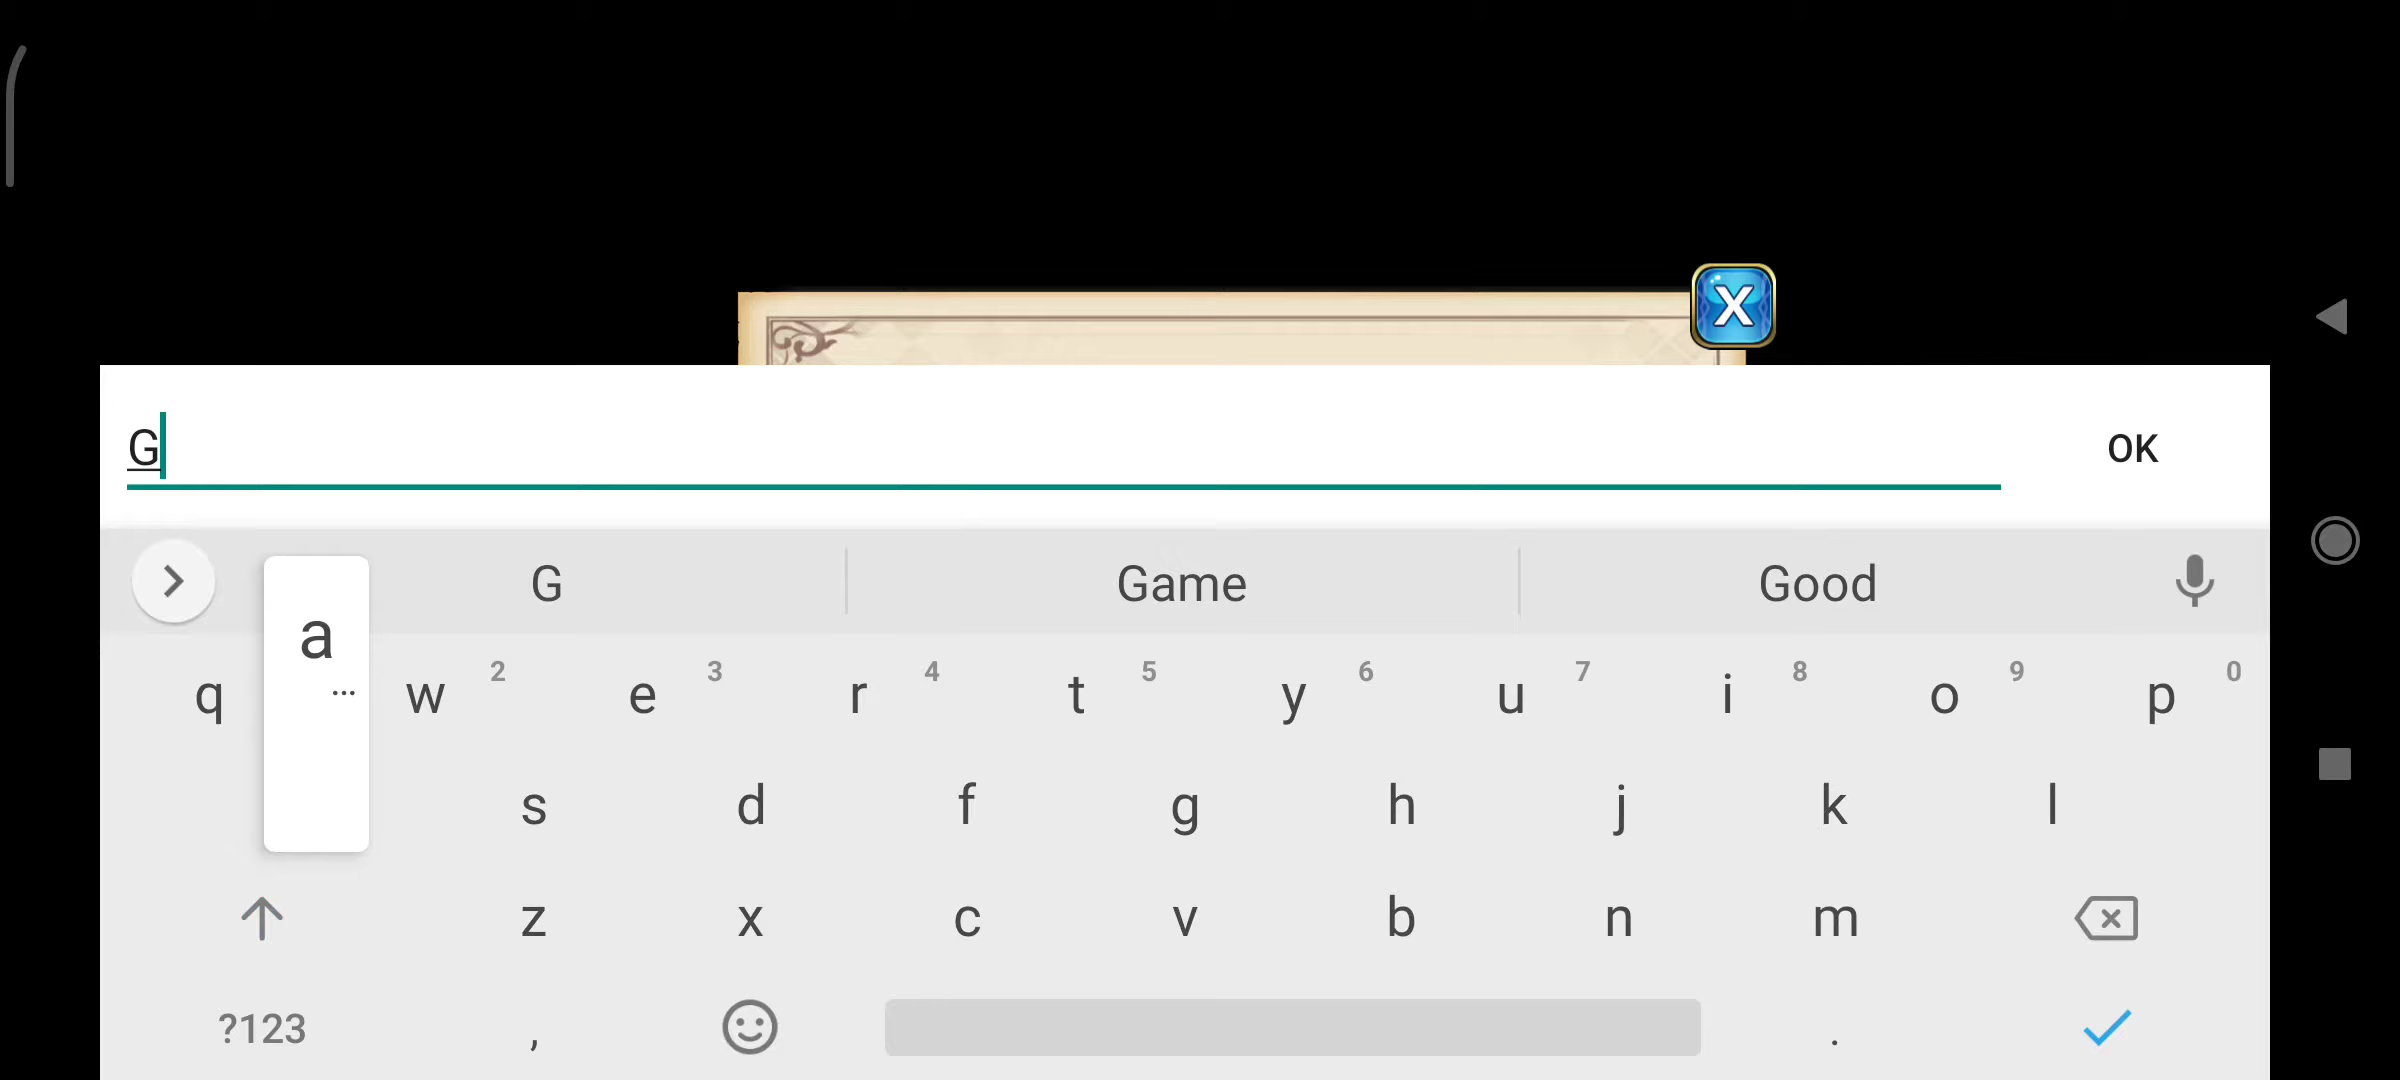 X
G
OK
G Game Good
a
...
q w 2 e 3 r 4 t 5 y 6 u 7 i 8 o 9 p 0
s d f g h j k l
z x c v b n m
?123 , .